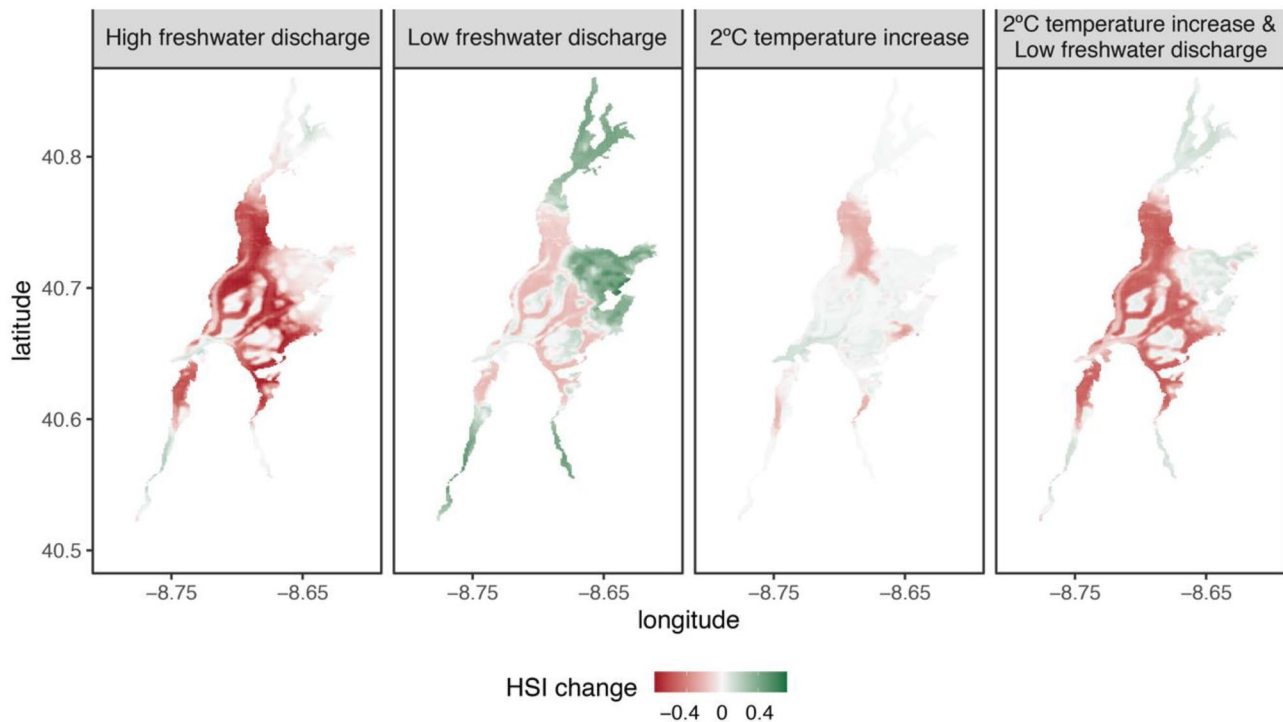 High freshwater discharge
Low freshwater discharge
2ºC temperature increase
2ºC temperature increase &
Low freshwater discharge
latitude
40.8
40.7
40.6
40.5
−8.75
−8.65
−8.75
−8.65
−8.75
−8.65
−8.75
−8.65
longitude
HSI change
−0.4
0
0.4